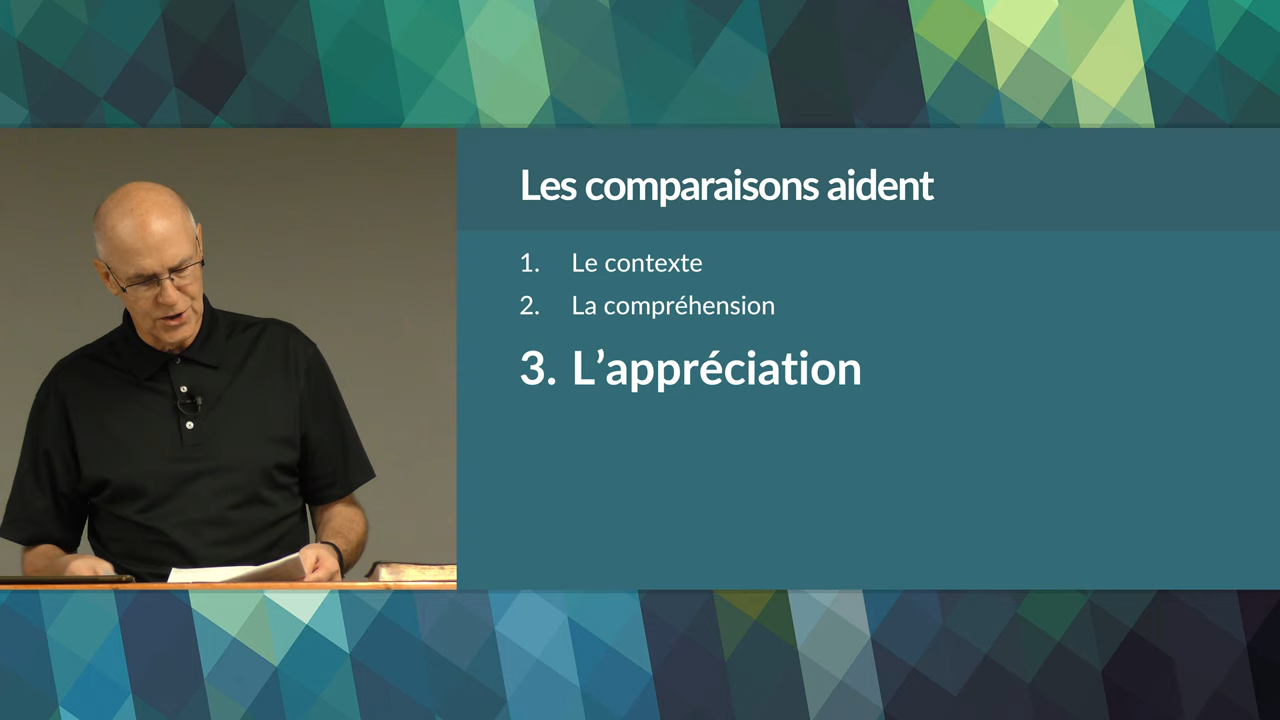 Les comparaisons aident
1. Le contexte
2. La compréhension
3. L’appréciation